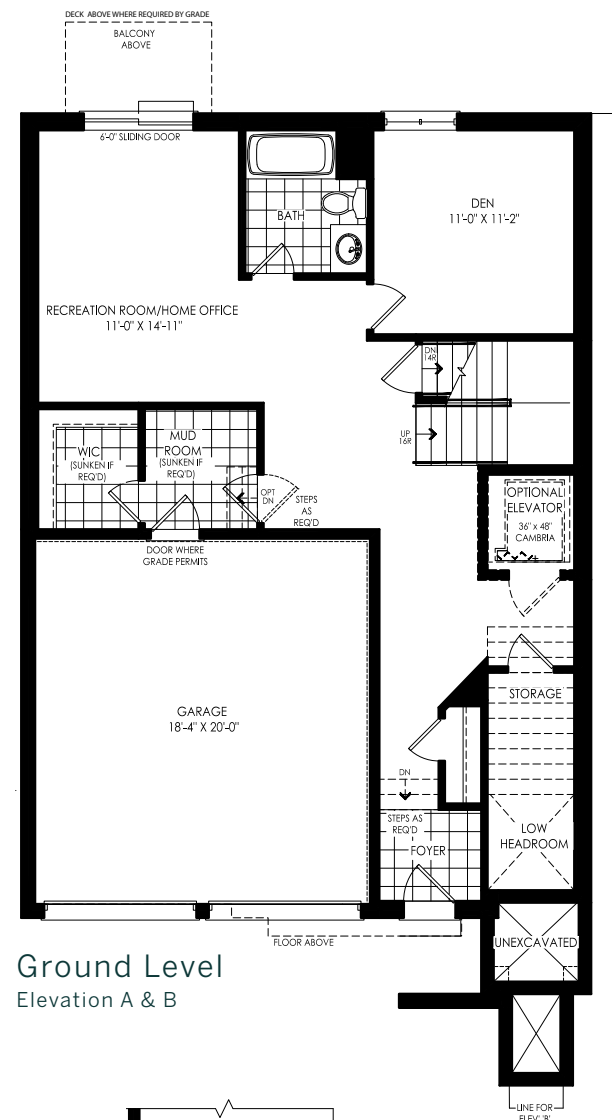 DECK ABOVE WHERE REQUIRED BY GRADE
BALCONY
ABOVE
6'-0" SLIDING DOOR
BATH
DEN
11'-0" X 11'-2"
RECREATION ROOM/HOME OFFICE
11'-0" X 14'-11"
DN
14R
UP
16R
WIC
(SUNKEN IF
REQ'D)
MUD
ROOM
(SUNKEN IF
REQ'D)
OPT
DN
STEPS
AS
REQ'D
OPTIONAL
ELEVATOR
36" x 48"
CAMBRIA
DOOR WHERE
GRADE PERMITS
STORAGE
GARAGE
18'-4" X 20'-0"
DN
STEPS AS
REQ'D
FOYER
LOW
HEADROOM
FLOOR ABOVE
UNEXCAVATED
Ground Level
Elevation A & B
LINE FOR
ELEV. 'B'